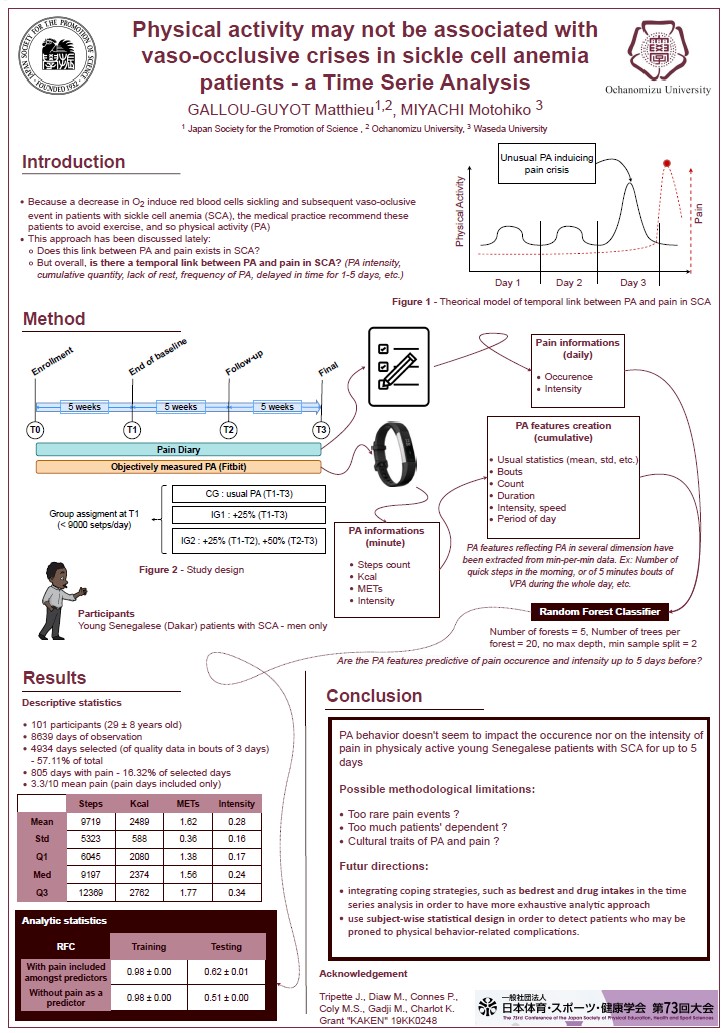 Physical activity may not be associated with
vaso-occlusive crises in sickle cell anemia
patients - a Time Serie Analysis
GALLOU-GUYOT Matthieu1,2, MIYACHI Motohiko 3
1 Japan Society for the Promotion of Science , 2 Ochanomizu University, 3 Waseda University
JAPAN SOCIETY FOR THE PROMOTION OF SCIENCE
FOUNDED 1932
Ochanomizu University
Introduction
• Because a decrease in O2 induce red blood cells sickling and subsequent vaso-oclusive
event in patients with sickle cell anemia (SCA), the medical practice recommend these
patients to avoid exercise, and so physical activity (PA)
• This approach has been discussed lately:
o Does this link between PA and pain exists in SCA?
o But overall, is there a temporal link between PA and pain in SCA? (PA intensity,
cumulative quantity, lack of rest, frequency of PA, delayed in time for 1-5 days, etc.)
Unusual PA induicing
pain crisis
Physical Activity
Pain
Day 1
Day 2
Day 3
Figure 1 - Theorical model of temporal link between PA and pain in SCA
Method
Enrollment
End of baseline
Follow-up
Final
5 weeks
5 weeks
5 weeks
T0
T1
T2
T3
Pain Diary
Objectively measured PA (Fitbit)
Group assigment at T1
(< 9000 setps/day)
CG : usual PA (T1-T3)
IG1 : +25% (T1-T3)
IG2 : +25% (T1-T2), +50% (T2-T3)
Figure 2 - Study design
Participants
Young Senegalese (Dakar) patients with SCA - men only
Pain informations
(daily)
• Occurence
• Intensity
PA features creation
(cumulative)
• Usual statistics (mean, std, etc.)
• Bouts
• Count
• Duration
• Intensity, speed
• Period of day
PA informations
(minute)
• Steps count
• Kcal
• METs
• Intensity
PA features reflecting PA in several dimension have
been extracted from min-per-min data. Ex: Number of
quick steps in the morning, or of 5 minutes bouts of
VPA during the whole day, etc.
Random Forest Classifier
Number of forests = 5, Number of trees per
forest = 20, no max depth, min sample split = 2
Are the PA features predictive of pain occurence and intensity up to 5 days before?
Results
Descriptive statistics
• 101 participants (29 ± 8 years old)
• 8639 days of observation
• 4934 days selected (of quality data in bouts of 3 days)
- 57.11% of total
• 805 days with pain - 16.32% of selected days
• 3.3/10 mean pain (pain days included only)
Steps Kcal METs Intensity
Mean 9719 2489 1.62 0.28
Std 5323 588 0.36 0.16
Q1 6045 2080 1.38 0.17
Med 9197 2374 1.56 0.24
Q3 12369 2762 1.77 0.34
Analytic statistics
RFC Training Testing
With pain included
amongst predictors 0.98 ± 0.00 0.62 ± 0.01
Without pain as a
predictor 0.98 ± 0.00 0.51 ± 0.00
Conclusion
PA behavior doesn't seem to impact the occurence nor on the intensity of
pain in physicaly active young Senegalese patients with SCA for up to 5
days
Possible methodological limitations:
• Too rare pain events ?
• Too much patients' dependent ?
• Cultural traits of PA and pain ?
Futur directions:
• integrating coping strategies, such as bedrest and drug intakes in the time
series analysis in order to have more exhaustive analytic approach
• use subject-wise statistical design in order to detect patients who may be
proned to physical behavior-related complications.
Acknowledgement
Tripette J., Diaw M., Connes P.,
Coly M.S., Gadji M., Charlot K.
Grant "KAKEN" 19KK0248
一般社団法人
日本体育・スポーツ・健康学会 第73回大会
The 73rd Conference of the Japan Society of Physical Education, Health and Sport Sciences